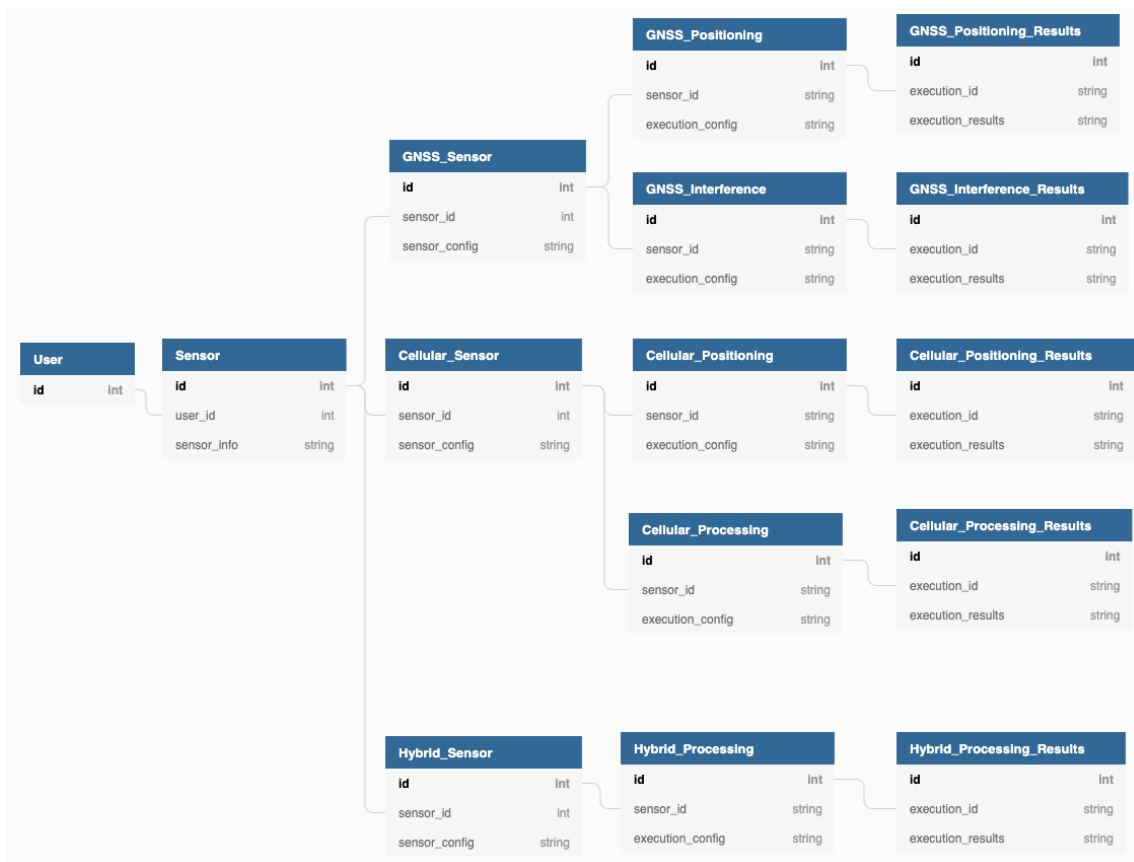 GNSS_Positioning
id int
sensor_id string
execution_config string
GNSS_Positioning_Results
id int
execution_id string
execution_results string
GNSS_Sensor
id int
sensor_id int
sensor_config string
GNSS_Interference
id int
sensor_id string
execution_config string
GNSS_Interference_Results
id int
execution_id string
execution_results string
User
id int
Sensor
id int
user_id int
sensor_info string
Cellular_Sensor
id int
sensor_id int
sensor_config string
Cellular_Positioning
id int
sensor_id string
execution_config string
Cellular_Positioning_Results
id int
execution_id string
execution_results string
Cellular_Processing
id int
sensor_id string
execution_config string
Cellular_Processing_Results
id int
execution_id string
execution_results string
Hybrid_Sensor
id int
sensor_id int
sensor_config string
Hybrid_Processing
id int
sensor_id string
execution_config string
Hybrid_Processing_Results
id int
execution_id string
execution_results string